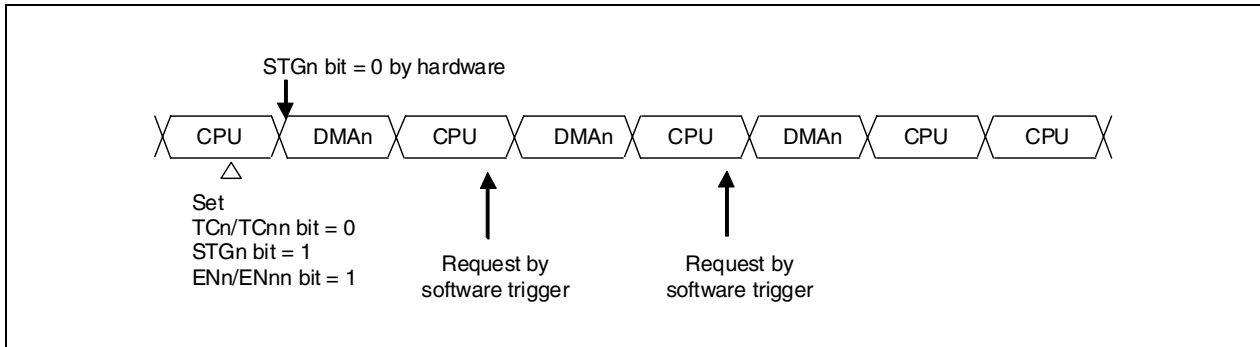 STGn bit = 0 by hardware
CPU DMAn CPU DMAn CPU DMAn CPU CPU
Set
TCn/TCnn bit = 0
STGn bit = 1
ENn/ENnn bit = 1
Request by
software trigger
Request by
software trigger